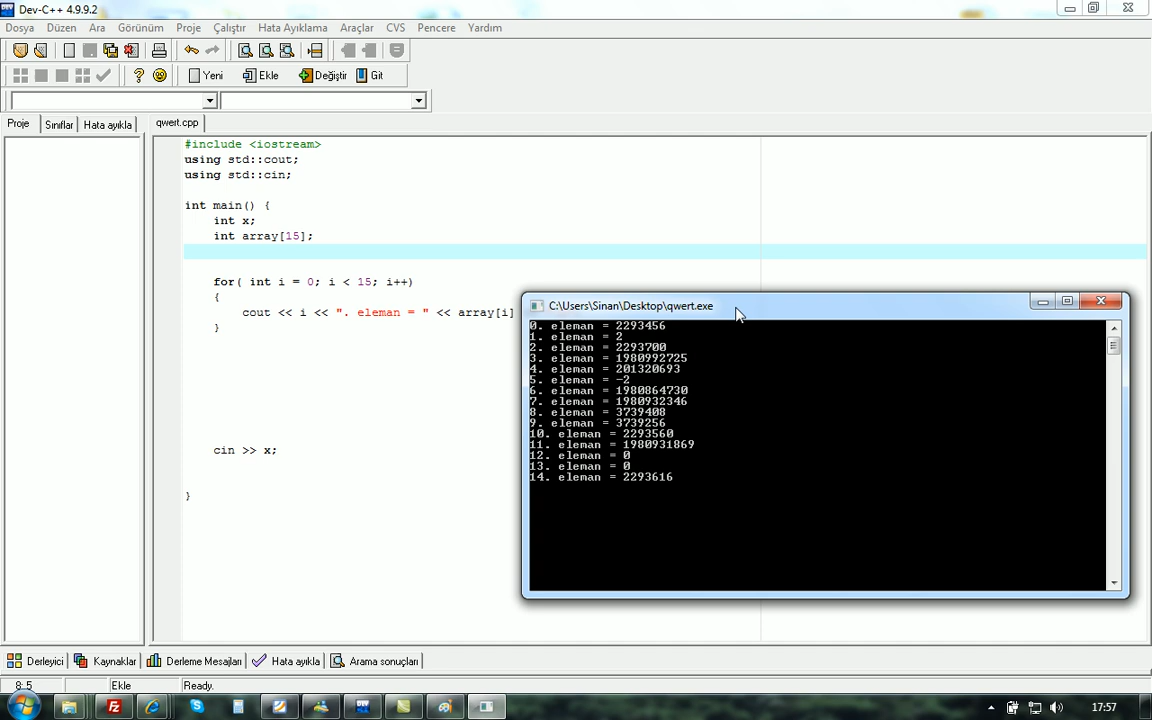 Dev-C++ 4.9.9.2
Dosya Düzen Ara Görünüm Proje Çalıştır Hata Ayıklama Araçlar CVS Pencere Yardım
Yeni Ekle Değiştir Git
Proje Sınıflar Hata ayıkla qwert.cpp
#include <iostream>
using std::cout;
using std::cin;
int main() {
int x;
int array[15];
for( int i = 0; i < 15; i++)
{
cout << i << ". eleman = " << array[i]
}
cin >> x;
}
C:\Users\Sinan\Desktop\qwert.exe
0. eleman = 2293456
1. eleman = 2
2. eleman = 2293700
3. eleman = 1980992725
4. eleman = 201320693
5. eleman = -2
6. eleman = 1980864730
7. eleman = 1980932346
8. eleman = 3739408
9. eleman = 3739256
10. eleman = 2293560
11. eleman = 1980931869
12. eleman = 0
13. eleman = 0
14. eleman = 2293616
Derleyici Kaynaklar Derleme Mesajları Hata ayıkla Arama sonuçları
8: 5 Ekle Ready.
17:57